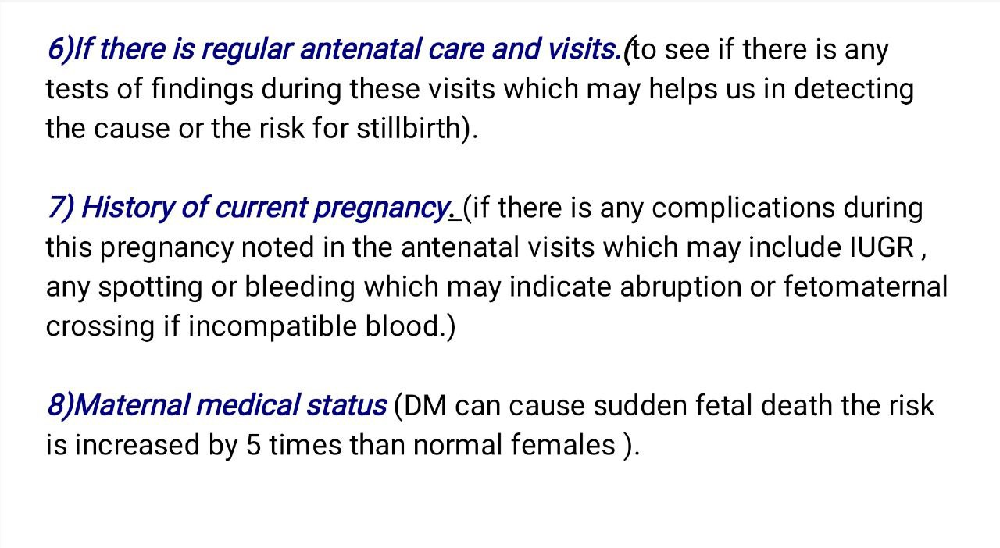 6)If there is regular antenatal care and visits.(to see if there is any
tests of findings during these visits which may helps us in detecting
the cause or the risk for stillbirth).
7) History of current pregnancy. (if there is any complications during
this pregnancy noted in the antenatal visits which may include IUGR ,
any spotting or bleeding which may indicate abruption or fetomaternal
crossing if incompatible blood.)
8)Maternal medical status (DM can cause sudden fetal death the risk
is increased by 5 times than normal females ).